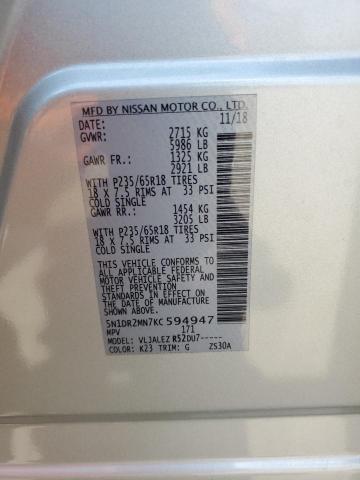 MFD BY NISSAN MOTOR CO., LTD.
DATE: 11/18
GVWR: 2715 KG
5986 LB
GAWR FR.: 1325 KG
2921 LB
WITH P235/65R18 TIRES
18 X 7.5 RIMS AT 33 PSI
COLD SINGLE
GAWR RR.: 1454 KG
3205 LB
WITH P235/65R18 TIRES
18 X 7.5 RIMS AT 33 PSI
COLD SINGLE
THIS VEHICLE CONFORMS TO
ALL APPLICABLE U.S. FEDERAL
MOTOR VEHICLE SAFETY AND
THEFT PREVENTION STANDARDS
IN EFFECT ON THE DATE OF
MANUFACTURE SHOWN ABOVE.
5N1DR2MN7KC594947
MPV 171
MODEL: VLJALEZ R52DU7-----
COLOR: K23 TRIM: G ZS30A